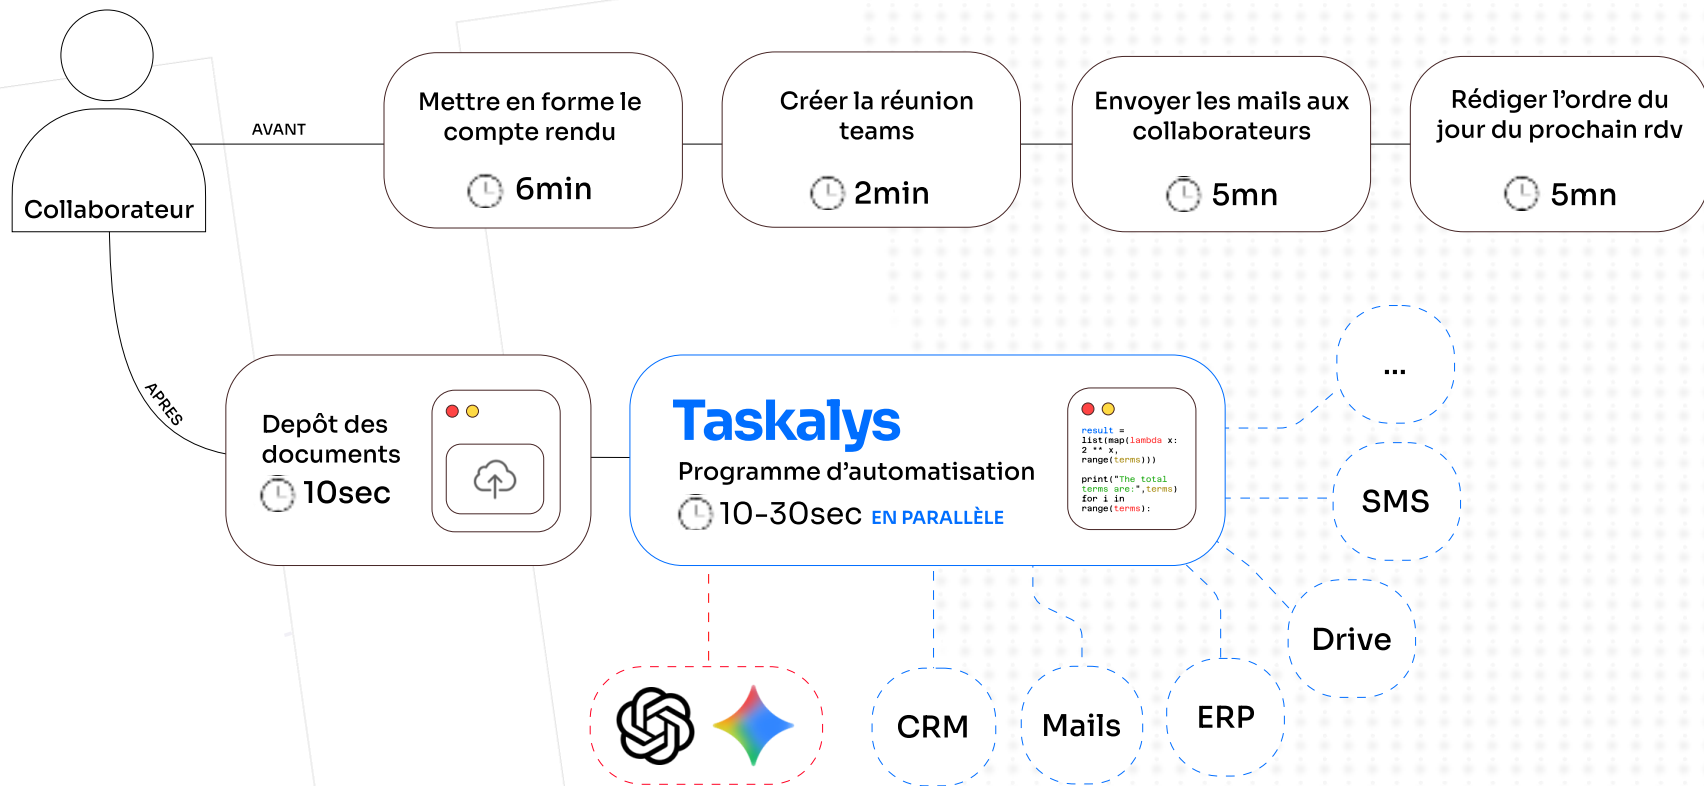 Collaborateur
AVANT
Mettre en forme le
compte rendu
6min
Créer la réunion
teams
2min
Envoyer les mails aux
collaborateurs
5mn
Rédiger l’ordre du
jour du prochain rdv
5mn
APRES
Depôt des
documents
10sec
Taskalys
Programme d’automatisation
10-30sec EN PARALLÈLE
result =
list(map(lambda x:
2 ** x,
range(terms)))
print("The total
terms are:",terms)
for i in
range(terms):
...
SMS
Drive
ERP
Mails
CRM